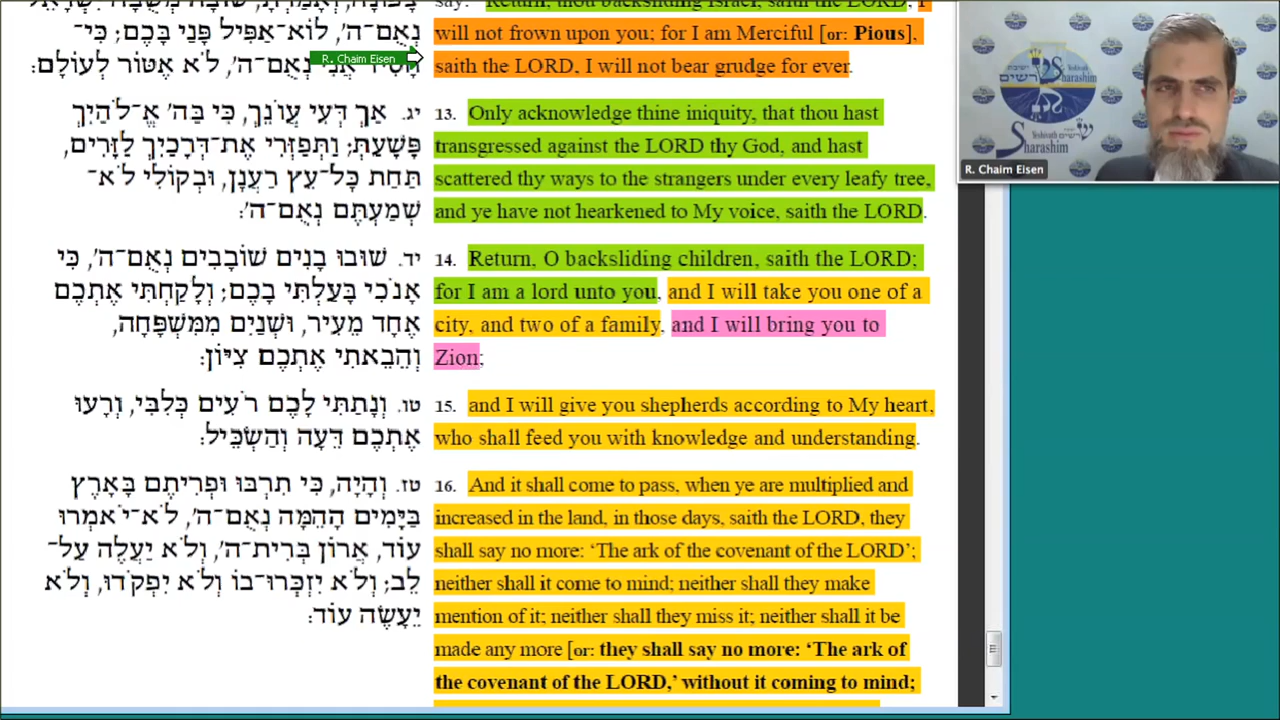 נְאֻם־ה', לוֹא־אַפִּיל פָּנַי בָּכֶם; כִּי־
נְאֻם־ה', לֹא אֶטּוֹר לְעוֹלָם:
R. Chaim Eisen
say: 'Return, thou backsliding Israel, saith the LORD; I
will not frown upon you; for I am Merciful [or: Pious],
saith the LORD, I will not bear grudge for ever.
יג. אַךְ דְּעִי עֲוֹנֵךְ, כִּי בַּה' אֱ־לֹהַיִךְ
פָּשָׁעַתְּ; וַתְּפַזְּרִי אֶת־דְּרָכַיִךְ לַזָּרִים,
תַּחַת כָּל־עֵץ רַעֲנָן, וּבְקוֹלִי לֹא־
שְׁמַעְתֶּם נְאֻם־ה':
13. Only acknowledge thine iniquity, that thou hast
transgressed against the LORD thy God, and hast
scattered thy ways to the strangers under every leafy tree,
and ye have not hearkened to My voice, saith the LORD.
יד. שׁוּבוּ בָנִים שׁוֹבָבִים נְאֻם־ה', כִּי
אָנֹכִי בָּעַלְתִּי בָכֶם; וְלָקַחְתִּי אֶתְכֶם
אֶחָד מֵעִיר, וּשְׁנַיִם מִמִּשְׁפָּחָה,
וְהֵבֵאתִי אֶתְכֶם צִיּוֹן:
14. Return, O backsliding children, saith the LORD;
for I am a lord unto you, and I will take you one of a
city, and two of a family, and I will bring you to
Zion;
טו. וְנָתַתִּי לָכֶם רֹעִים כְּלִבִּי, וְרָעוּ
אֶתְכֶם דֵּעָה וְהַשְׂכֵּיל:
15. and I will give you shepherds according to My heart,
who shall feed you with knowledge and understanding.
טז. וְהָיָה, כִּי תִרְבּוּ וּפְרִיתֶם בָּאָרֶץ
בַּיָּמִים הָהֵמָּה נְאֻם־ה', לֹא־יֹאמְרוּ
עוֹד, אֲרוֹן בְּרִית־ה', וְלֹא יַעֲלֶה עַל־
לֵב; וְלֹא יִזְכְּרוּ־בוֹ וְלֹא יִפְקֹדוּ, וְלֹא
יֵעָשֶׂה עוֹד:
16. And it shall come to pass, when ye are multiplied and
increased in the land, in those days, saith the LORD, they
shall say no more: 'The ark of the covenant of the LORD';
neither shall it come to mind; neither shall they make
mention of it; neither shall they miss it; neither shall it be
made any more [or: they shall say no more: 'The ark of
the covenant of the LORD,' without it coming to mind;
Yeshivath
Sharashim
ישיבת
שרשים
R. Chaim Eisen